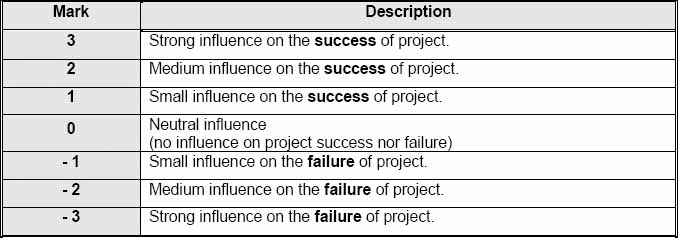 Mark Description
3 Strong influence on the success of project.
2 Medium influence on the success of project.
1 Small influence on the success of project.
0 Neutral influence
(no influence on project success nor failure)
- 1 Small influence on the failure of project.
- 2 Medium influence on the failure of project.
- 3 Strong influence on the failure of project.